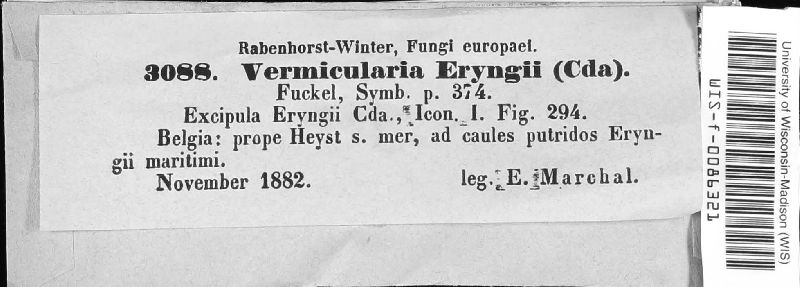 Rabenhorst-Winter, Fungi europaei.
3088. Vermicularia Eryngii (Cda).
Fuckel, Symb. p. 374.
Excipula Eryngii Cda., Icon. I. Fig. 294.
Belgia: prope Heyst s. mer, ad caules putridos Eryn-
gii maritimi.
November 1882. leg. E. Marchal.
University of Wisconsin-Madison (WIS)
WIS-f-0086321